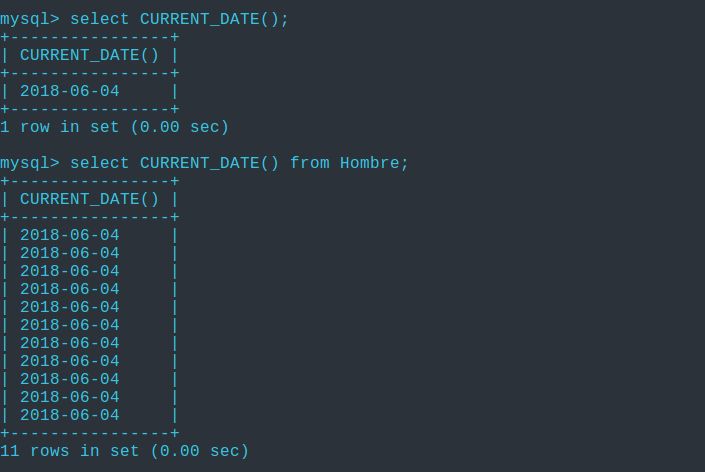 mysql> select CURRENT_DATE();
+----------------+
| CURRENT_DATE() |
+----------------+
| 2018-06-04     |
+----------------+
1 row in set (0.00 sec)

mysql> select CURRENT_DATE() from Hombre;
+----------------+
| CURRENT_DATE() |
+----------------+
| 2018-06-04     |
| 2018-06-04     |
| 2018-06-04     |
| 2018-06-04     |
| 2018-06-04     |
| 2018-06-04     |
| 2018-06-04     |
| 2018-06-04     |
| 2018-06-04     |
| 2018-06-04     |
| 2018-06-04     |
+----------------+
11 rows in set (0.00 sec)